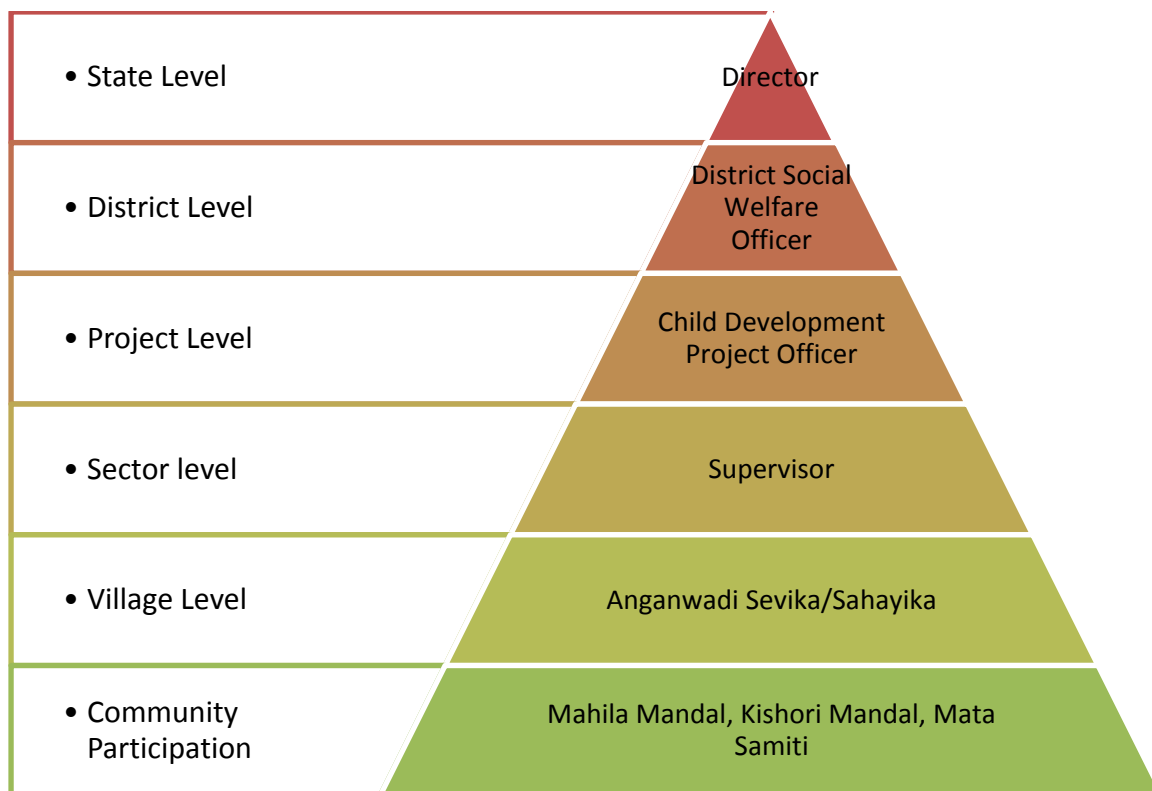 • State Level
Director
• District Level
District Social
Welfare
Officer
• Project Level
Child Development
Project Officer
• Sector level
Supervisor
• Village Level
Anganwadi Sevika/Sahayika
• Community
Participation
Mahila Mandal, Kishori Mandal, Mata
Samiti